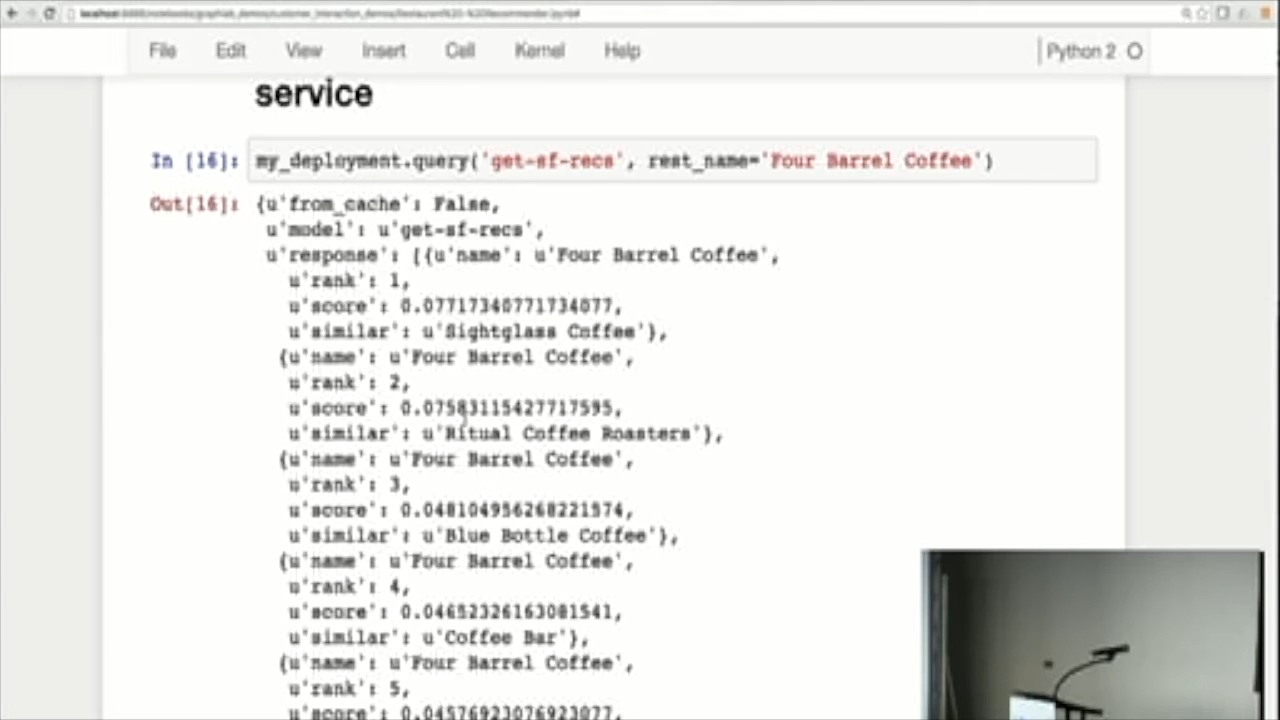 File Edit View Insert Cell Kernel Help Python 2
service
In [16]: my_deployment.query('get-sf-recs', rest_name='Four Barrel Coffee')
Out[16]: {u'from_cache': False,
u'model': u'get-sf-recs',
u'response': [{u'name': u'Four Barrel Coffee',
u'rank': 1,
u'score': 0.07717340771734077,
u'similar': u'Sightglass Coffee'},
{u'name': u'Four Barrel Coffee',
u'rank': 2,
u'score': 0.07583115427717595,
u'similar': u'Ritual Coffee Roasters'},
{u'name': u'Four Barrel Coffee',
u'rank': 3,
u'score': 0.048104956268221574,
u'similar': u'Blue Bottle Coffee'},
{u'name': u'Four Barrel Coffee',
u'rank': 4,
u'score': 0.04652326163081541,
u'similar': u'Coffee Bar'},
{u'name': u'Four Barrel Coffee',
u'rank': 5,
u'score': 0.04576923076923077,